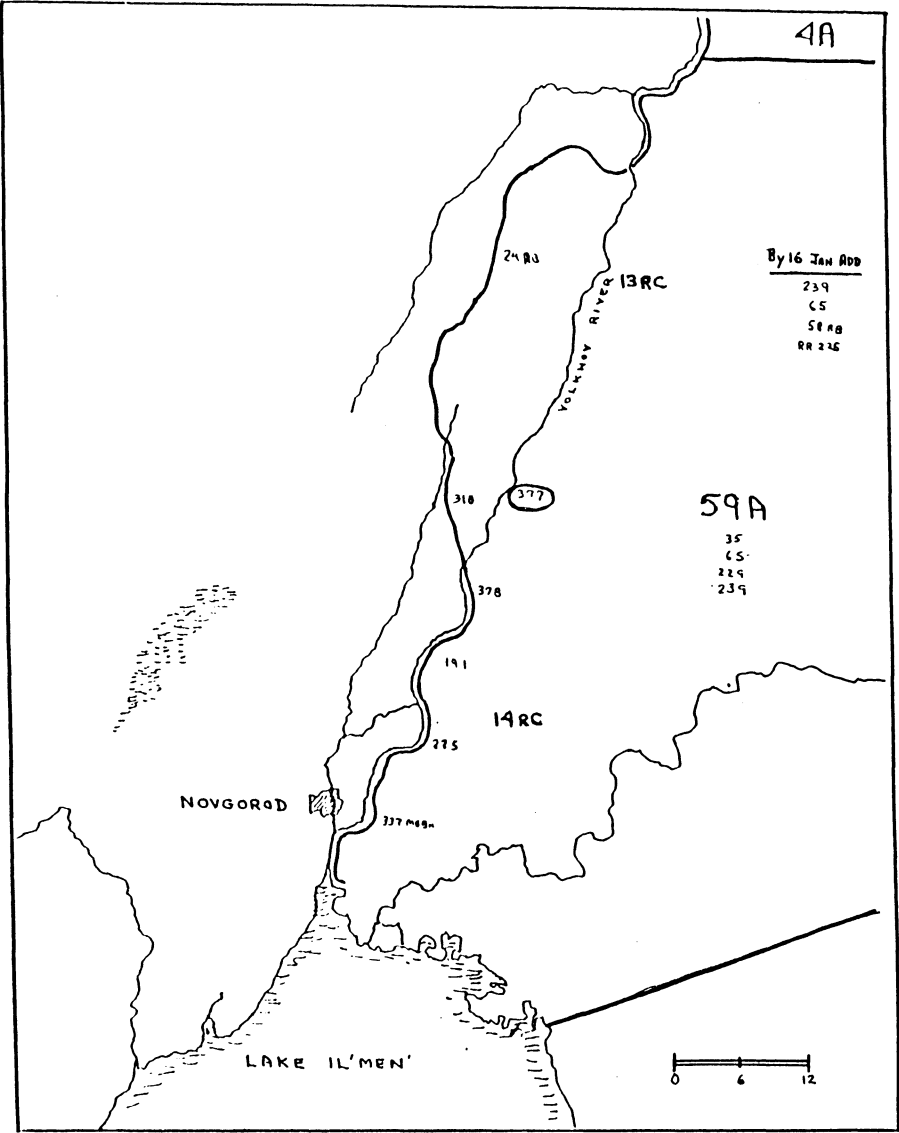 4A
By 16 JAN ADD
239
65
58 RB
RR 225
24 RD
13RC
VOLKHOV RIVER
310
377
59A
35
65
229
239
378
191
14RC
225
NOVGOROD
337 MOGN
LAKE IL'MEN'
0 6 12